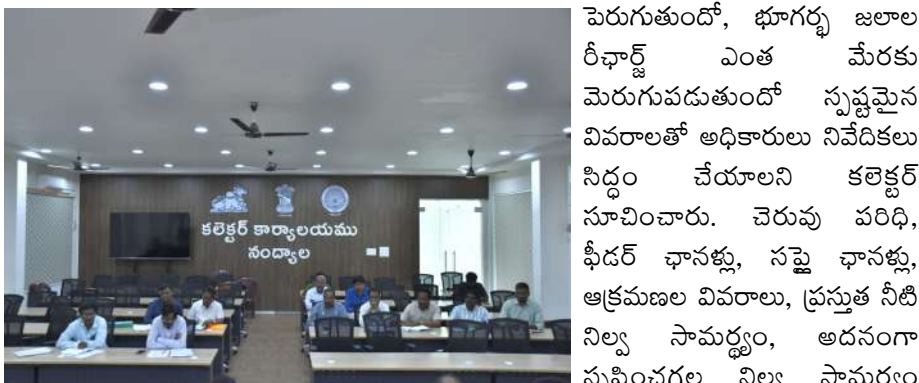 కలెక్టర్ కార్యాలయము
నంద్యాల
పెరుగుతుందో, భూగర్భ జలాల
రీఛార్జ్ ఎంత మేరకు
మెరుగుపడుతుందో స్పష్టమైన
వివరాలతో అధికారులు నివేదికలు
సిద్ధం చేయాలని కలెక్టర్
సూచించారు. చెరువు పరిధి,
ఫీడర్ ఛానళ్లు, సప్లై ఛానళ్లు,
ఆక్రమణల వివరాలు, ప్రస్తుత నీటి
నిల్వ సామర్థ్యం, అదనంగా
నిల్వ సామర్థ్యం